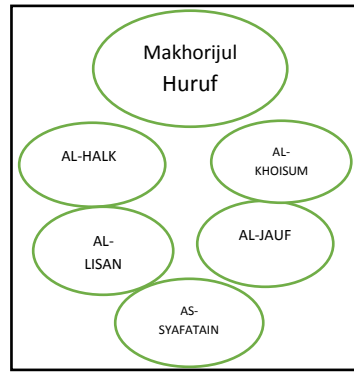 Makhorijul
Huruf
AL-HALK
AL-
KHOISUM
AL-
LISAN
AL-JAUF
AS-
SYAFATAIN